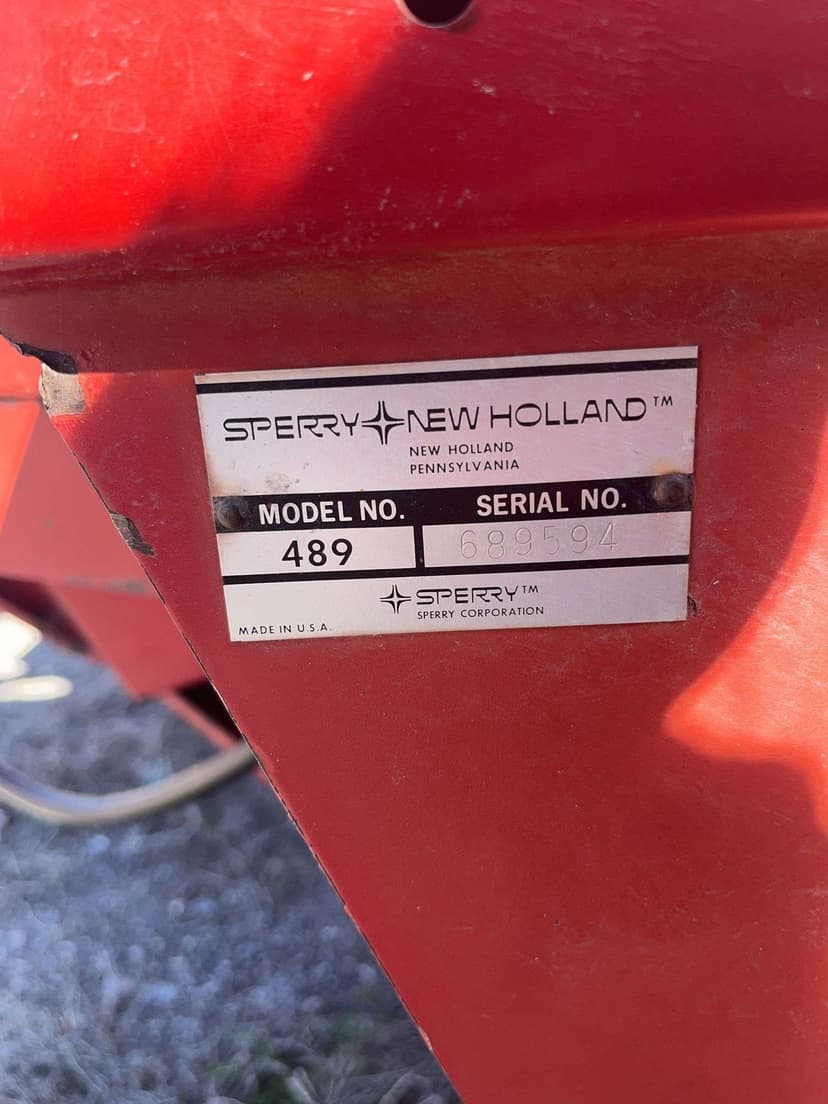 SPERRY NEW HOLLAND™
NEW HOLLAND
PENNSYLVANIA
MODEL NO. SERIAL NO.
489 689594
SPERRY™
SPERRY CORPORATION
MADE IN U.S.A.